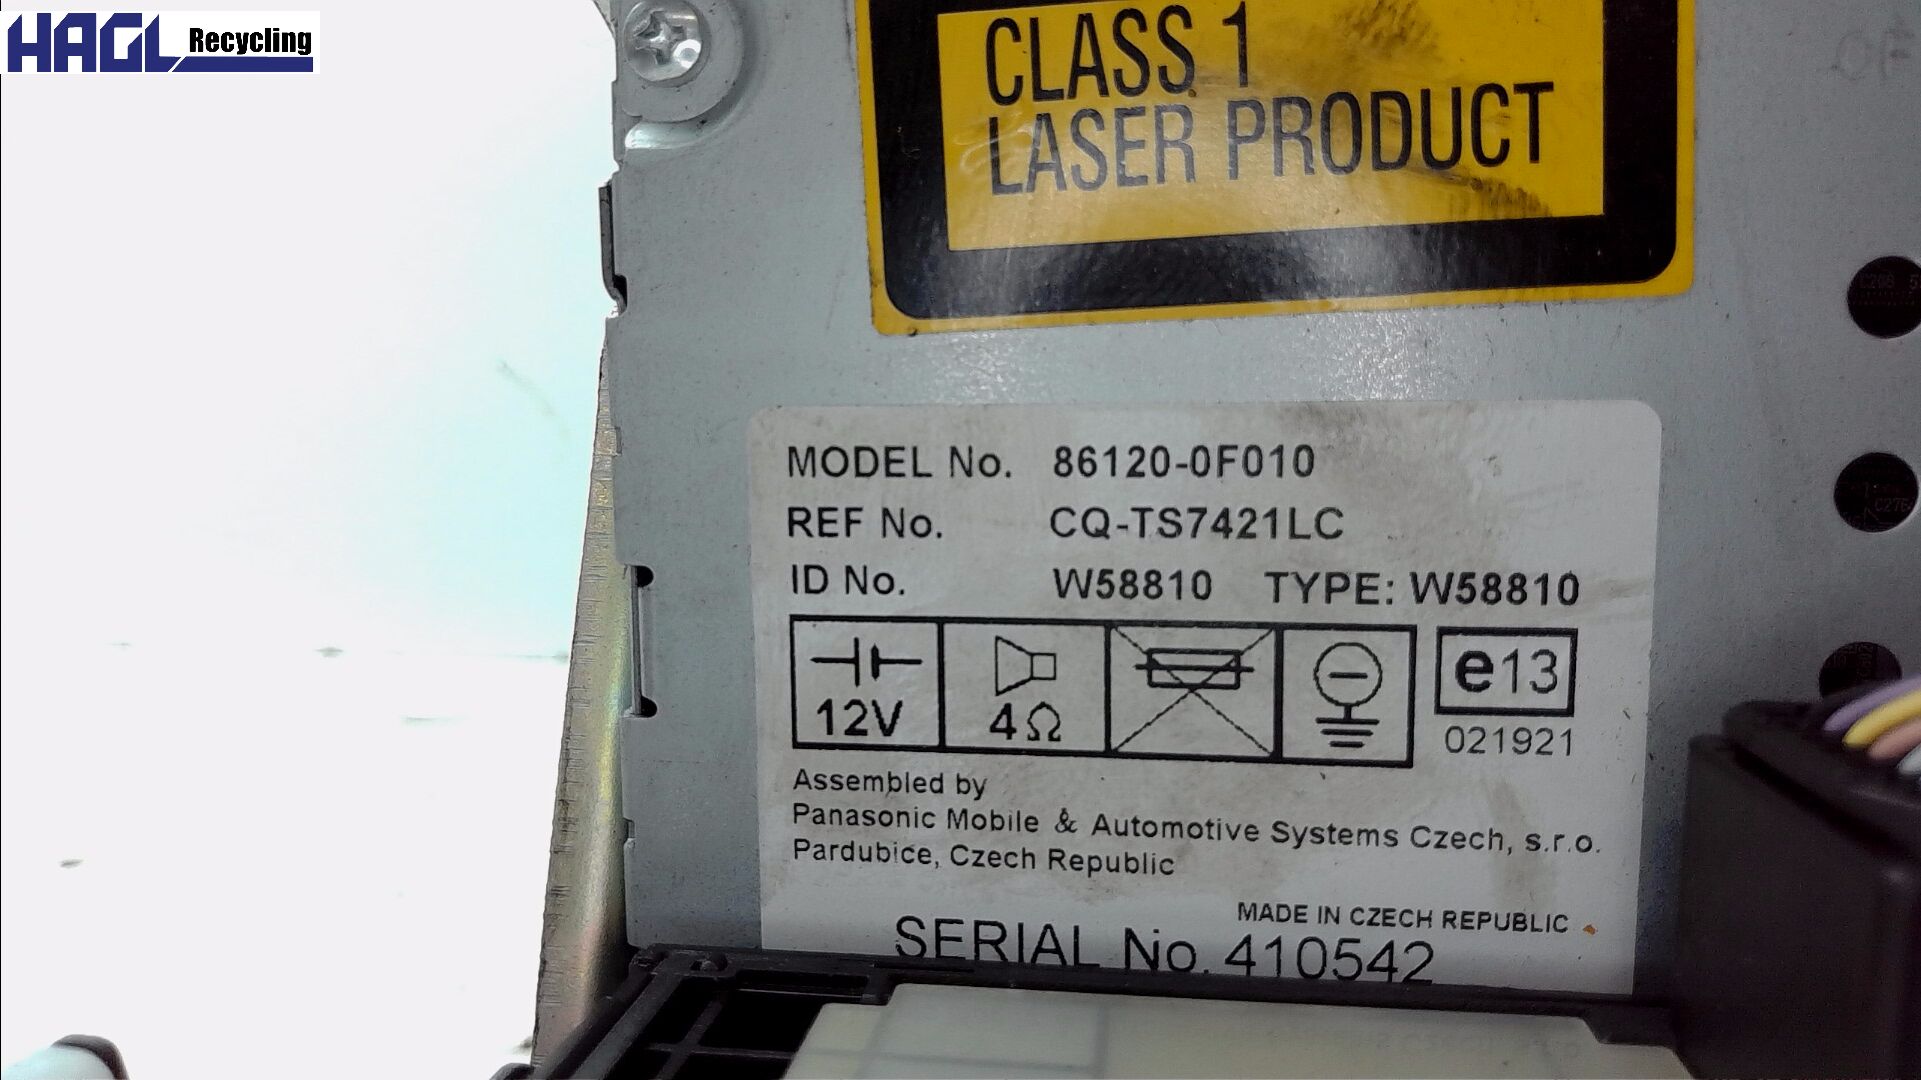 HAGL Recycling
CLASS 1
LASER PRODUCT
MODEL No. 86120-0F010
REF No. CQ-TS7421LC
ID No. W58810 TYPE: W58810
12V 4Ω e13
021921
Assembled by
Panasonic Mobile & Automotive Systems Czech, s.r.o.
Pardubice, Czech Republic
MADE IN CZECH REPUBLIC
SERIAL No. 410542